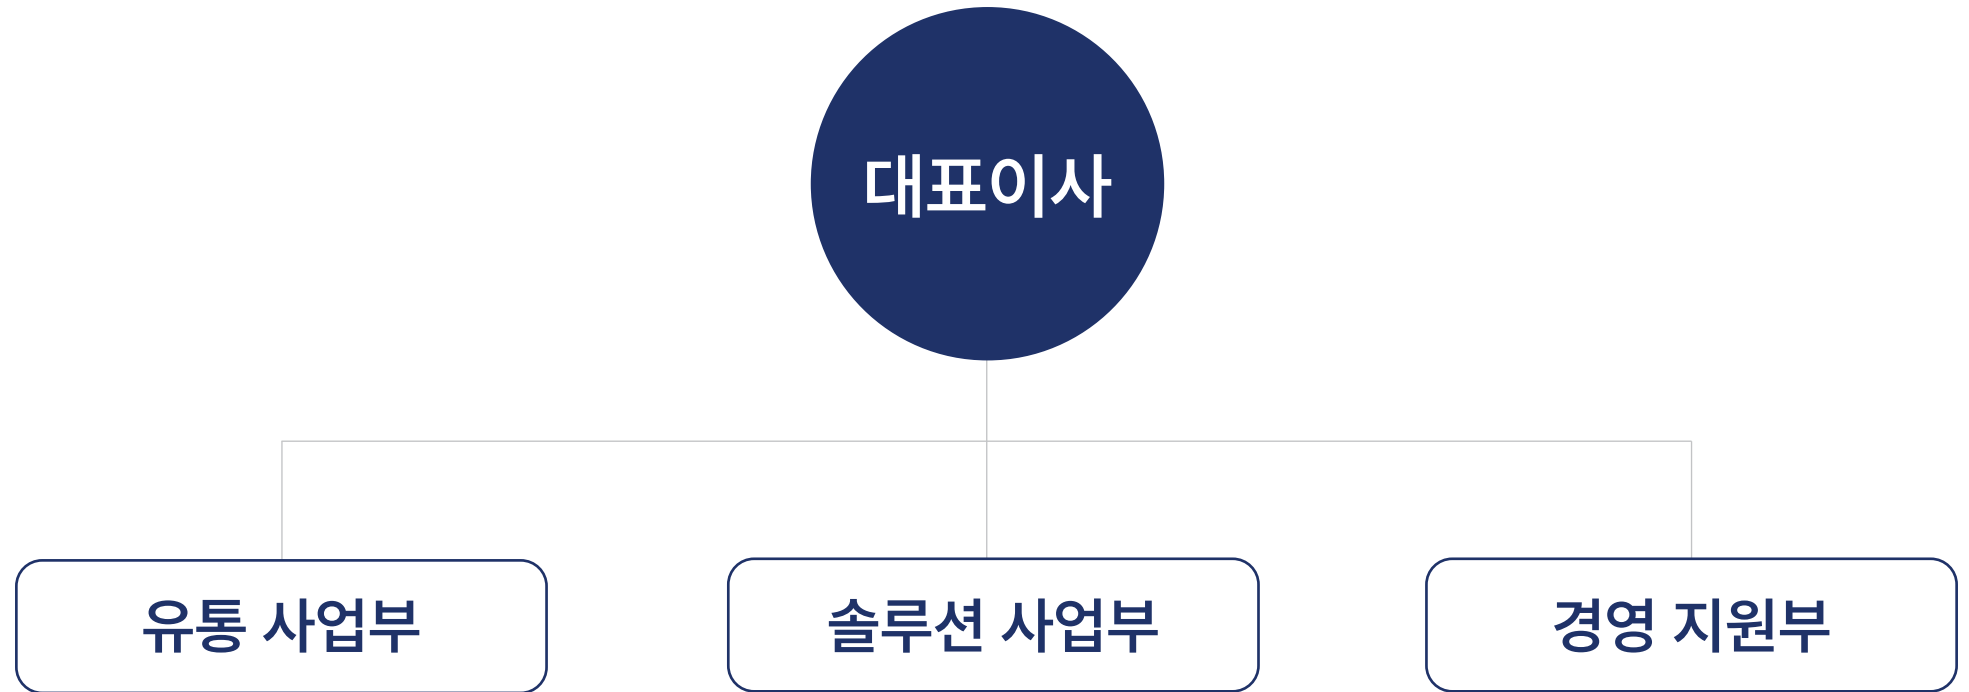 대표이사
유통 사업부
솔루션 사업부
경영 지원부